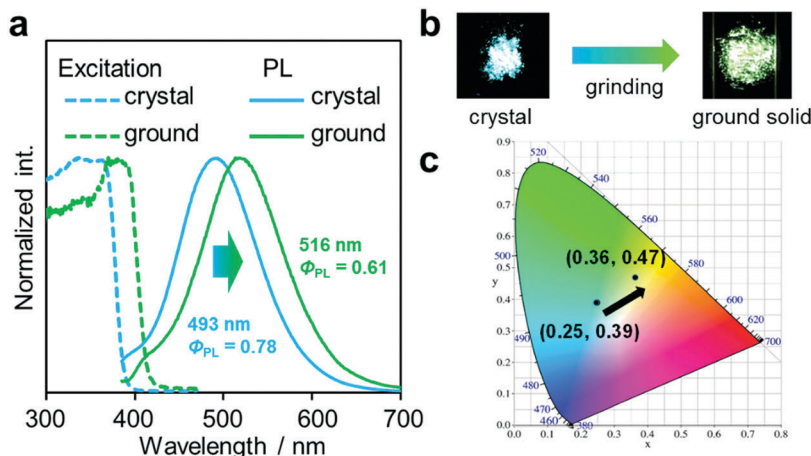 a
Excitation PL
crystal crystal
ground ground
Normalized int.
516 nm
ΦPL = 0.61
493 nm
ΦPL = 0.78
300 400 500 600 700
Wavelength / nm
b
grinding
crystal ground solid
c
0.9
0.8
0.7
0.6
0.5
y
0.4
0.3
0.2
0.1
0.0
0.0 0.1 0.2 0.3 0.4 0.5 0.6 0.7 0.8
x
520
540
560
500
580
600
620
700
490
480
470
460
380
(0.36, 0.47)
(0.25, 0.39)